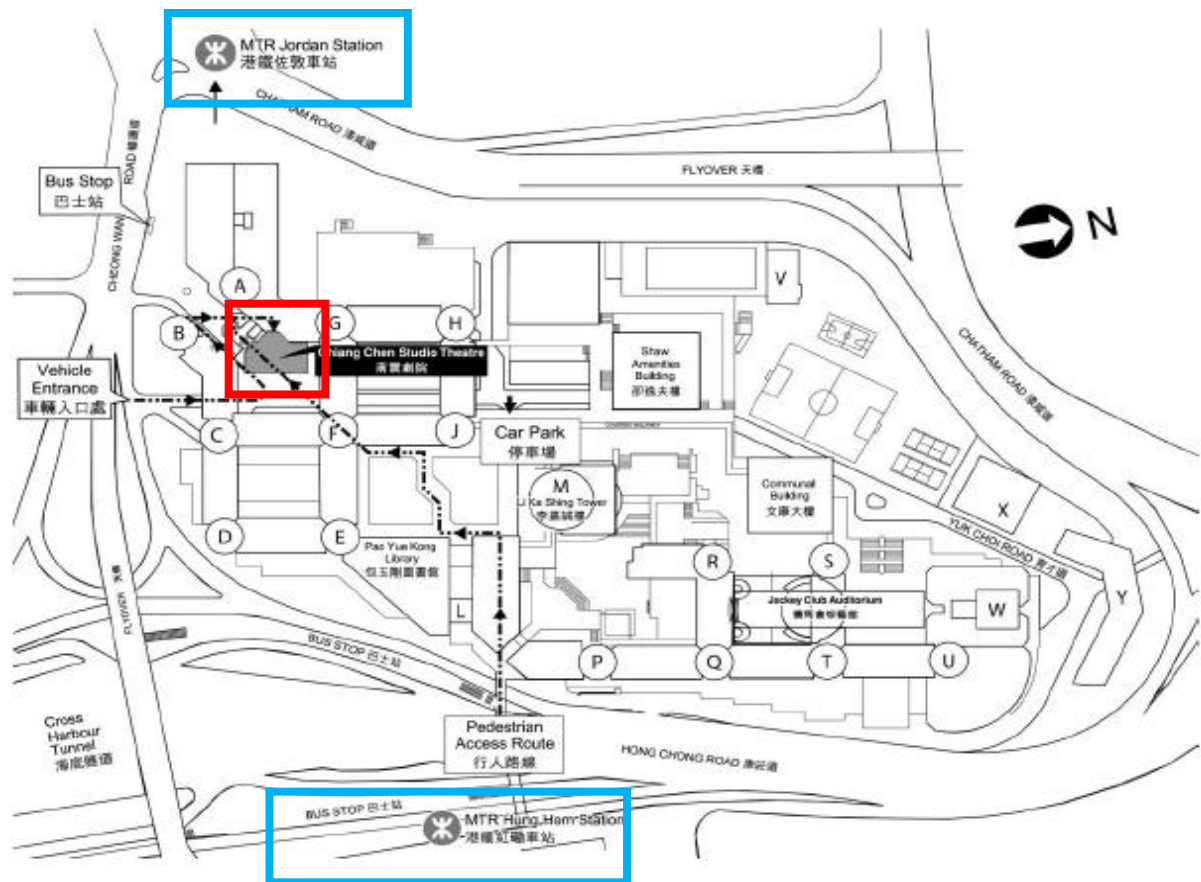 MTR Jordan Station
港鐵佐敦車站
CHATHAM ROAD 漆咸道
FLYOVER 天橋
Bus Stop
巴士站
CHEONG WAN ROAD 暢運道
N
A
B
G
H
V
Chiang Chen Studio Theatre
蔣震劇院
Shaw
Amenities
Building
邵逸夫樓
CHATHAM ROAD 漆咸道
Vehicle
Entrance
車輛入口處
C
F
J
Car Park
停車場
COVERED WALKWAY
M
Li Ka Shing Tower
李嘉誠樓
Communal
Building
文康大樓
X
YUK CHOI ROAD 育才道
D
E
Pao Yue Kong
Library
包玉剛圖書館
R
S
L
Jockey Club Auditorium
賽馬會綜藝館
W
Y
FLYOVER 天橋
BUS STOP 巴士站
P
Q
T
U
Cross
Harbour
Tunnel
海底隧道
Pedestrian
Access Route
行人路線
HONG CHONG ROAD 康莊道
BUS STOP 巴士站
MTR Hung Hom Station
港鐵紅磡車站